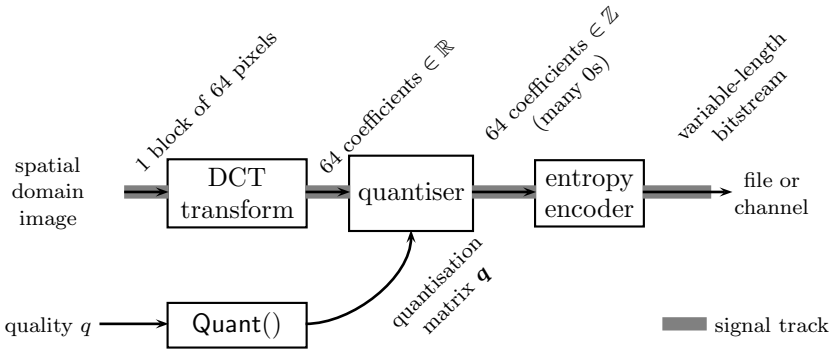 1 block of 64 pixels
64 coefficients ∈ ℝ
64 coefficients ∈ ℤ
(many 0s)
variable-length
bitstream
spatial
domain
image
DCT
transform
quantiser
entropy
encoder
file or
channel
quantisation
matrix q
quality q
Quant()
signal track